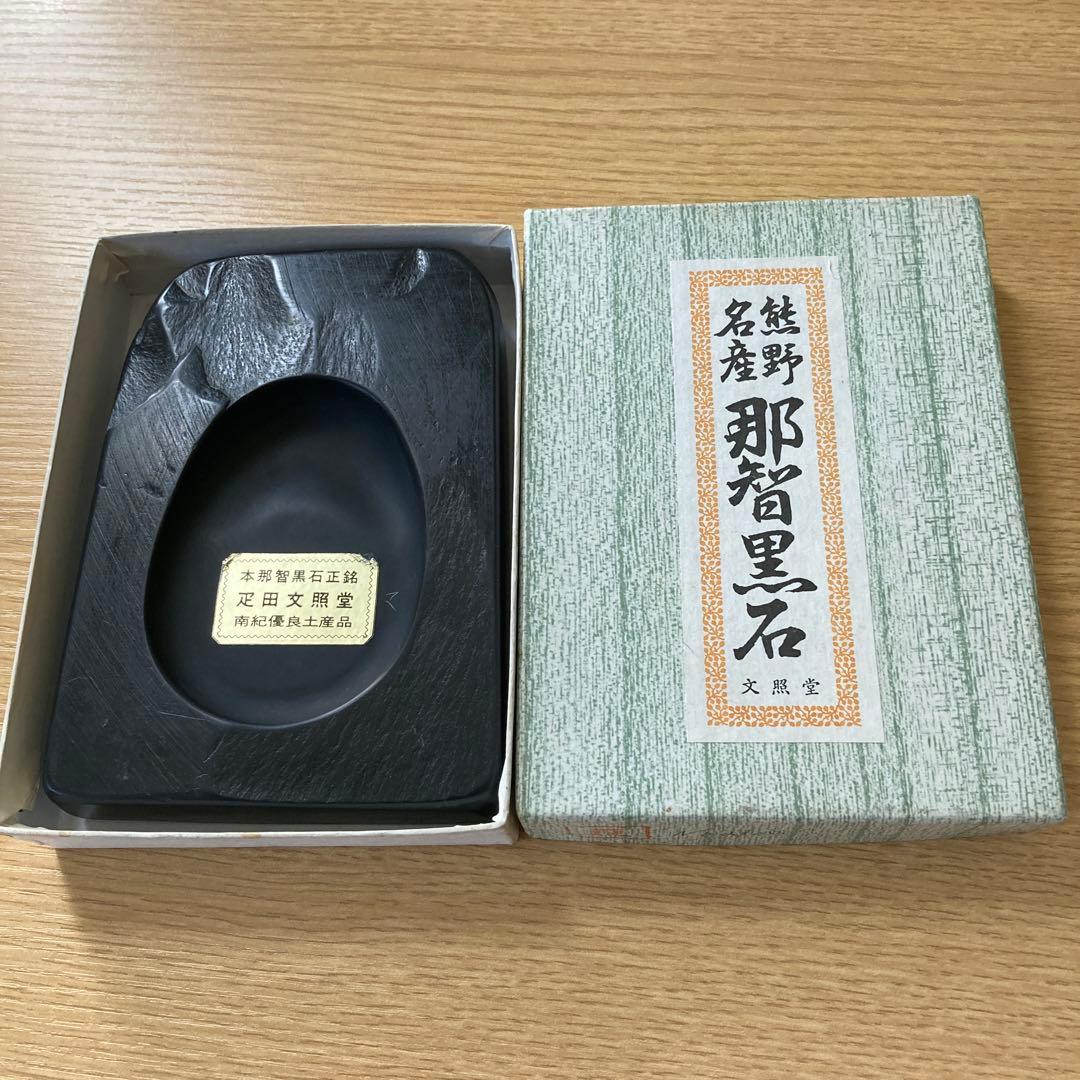 本那智黒石正銘
疋田文照堂
南紀優良土産品
熊野
名産
那智黒石
文照堂